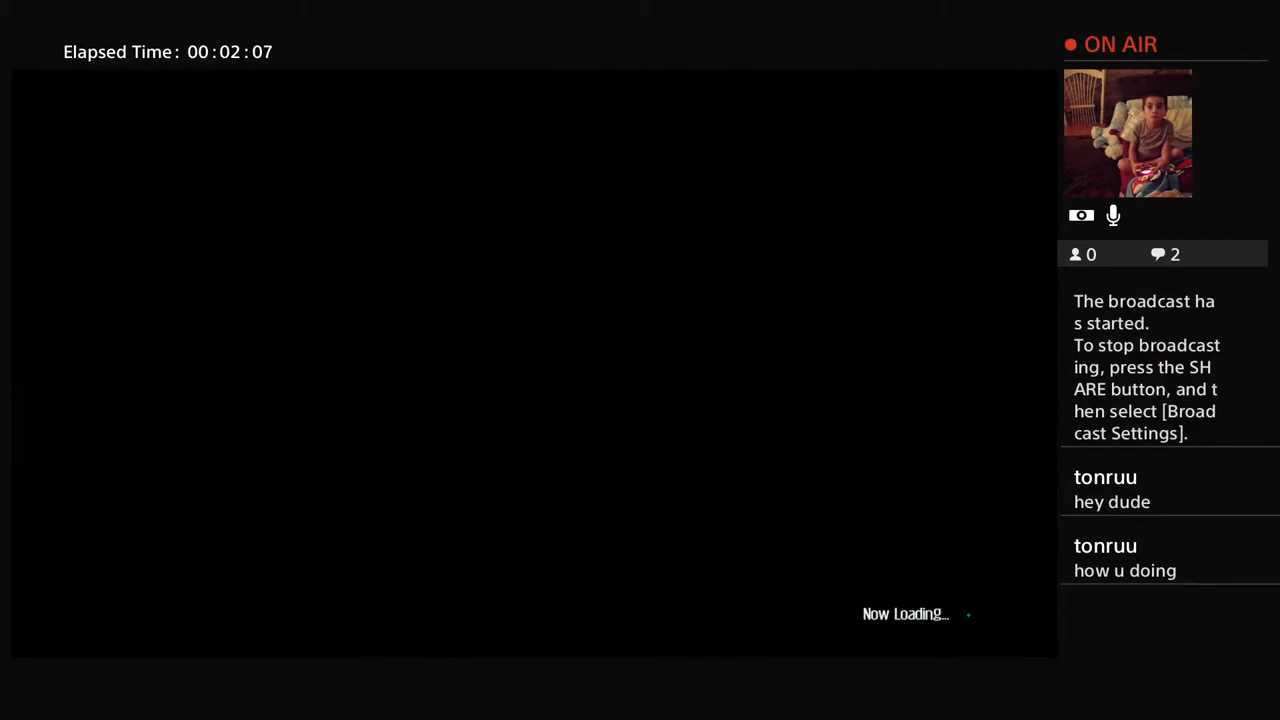 Elapsed Time: 00:02:07
ON AIR
0
2
The broadcast ha
s started.
To stop broadcast
ing, press the SH
ARE button, and t
hen select [Broad
cast Settings].
tonruu
hey dude
tonruu
how u doing
Now Loading...